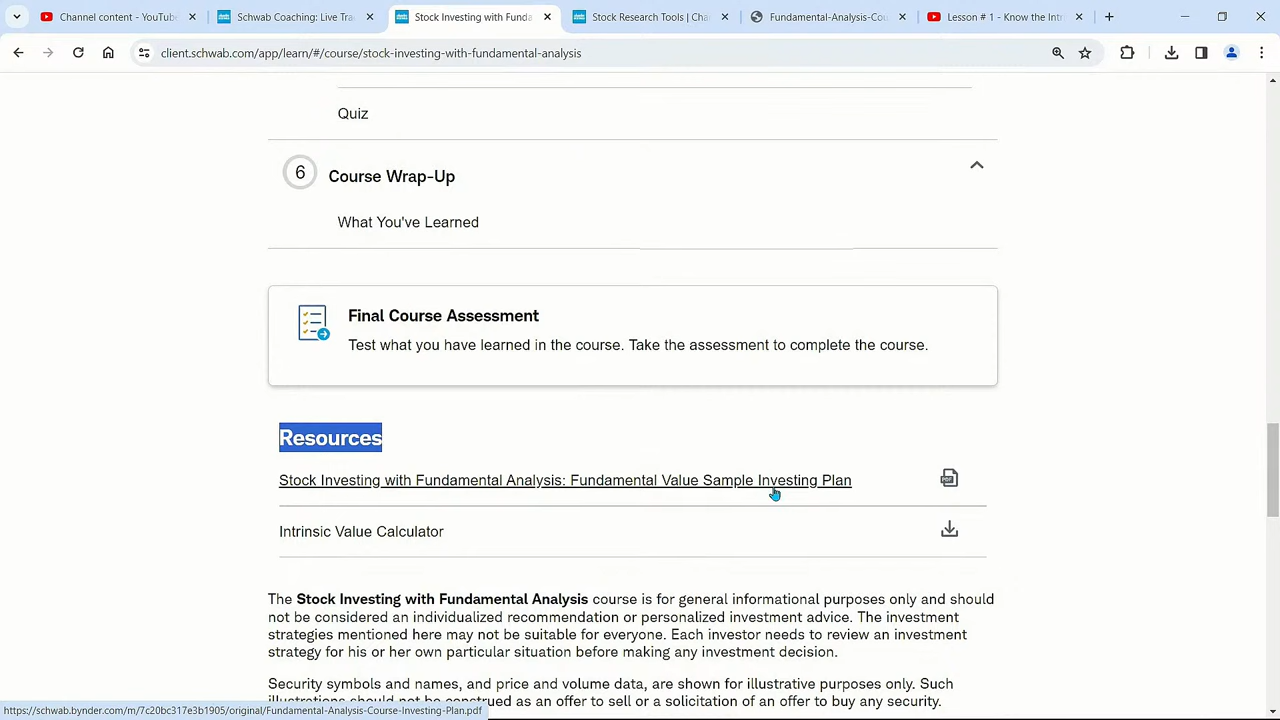 Channel content - YouTub
Schwab Coaching Live Tra
Stock Investing with Funda
Stock Research Tools | Cha
Fundamental Analysis-Cou
Lesson # 1 - Know the Int
client.schwab.com/app/learn/#/course/stock-investing-with-fundamental-analysis
Quiz
6
Course Wrap-Up
What You've Learned
Final Course Assessment
Test what you have learned in the course. Take the assessment to complete the course.
Resources
Stock Investing with Fundamental Analysis: Fundamental Value Sample Investing Plan
PDF
Intrinsic Value Calculator
The Stock Investing with Fundamental Analysis course is for general informational purposes only and should
not be considered an individualized recommendation or personalized investment advice. The investment
strategies mentioned here may not be suitable for everyone. Each investor needs to review an investment
strategy for his or her own particular situation before making any investment decision.
Security symbols and names, and price and volume data, are shown for illustrative purposes only. Such
illustrations should not be construed as an offer to sell or a solicitation of an offer to buy any security.
https://schwab.bynder.com/m/7c20bc317e3b1905/original/Fundamental-Analysis-Course-Investing-Plan.pdf